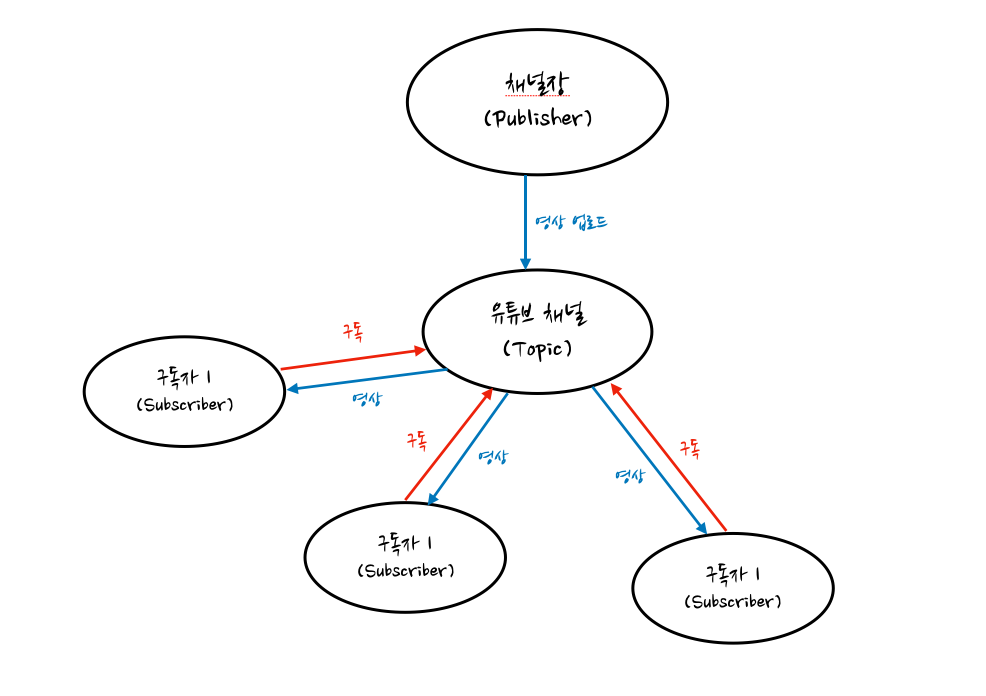 채널장
(Publisher)
영상 업로드
유튜브 채널
(Topic)
구독
구독자 1
(Subscriber)
영상
구독
영상
구독
영상
구독자 1
(Subscriber)
구독자 1
(Subscriber)